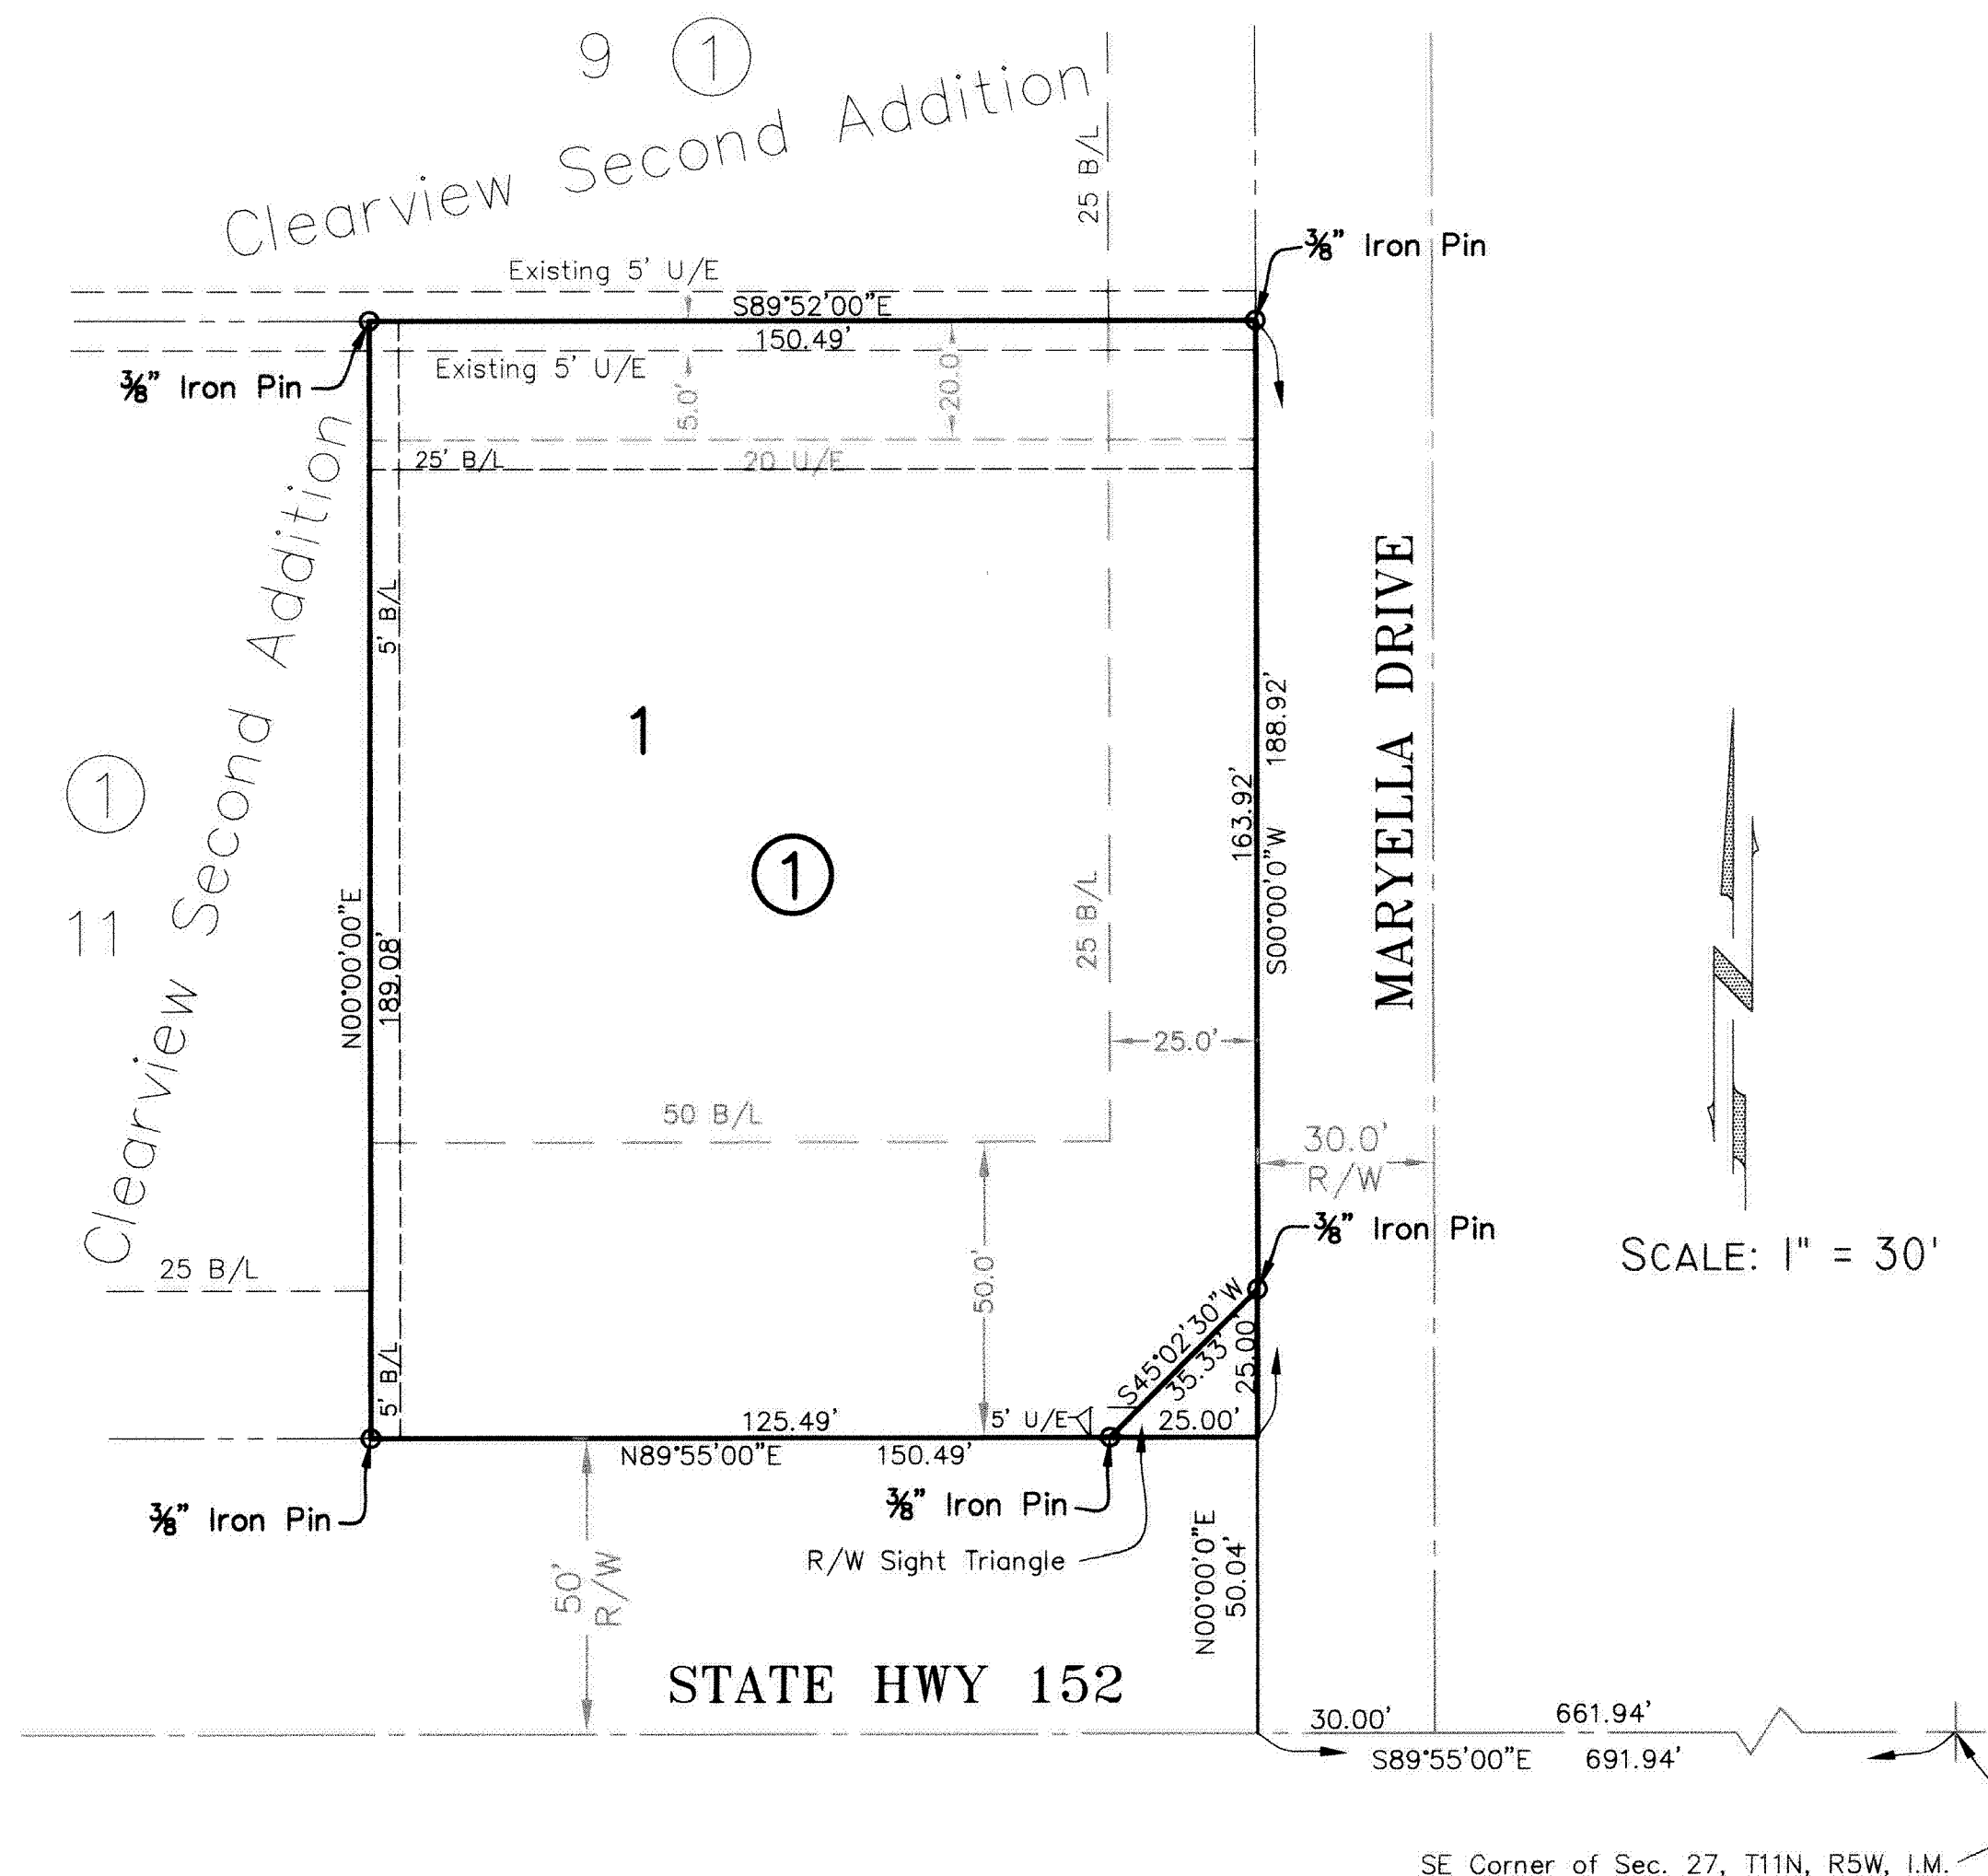 9 1
Clearview Second Addition
25 B/L
3/8" Iron Pin
Existing 5' U/E
S89°52'00"E
150.49'
Existing 5' U/E
3/8" Iron Pin
5.0'
20.0'
25' B/L
20 U/E
Clearview Second Addition
5' B/L
1
1
1
11
N00°00'00"E
189.08'
25 B/L
163.92'
188.92'
S00°00'0"W
MARYELLA DRIVE
25.0'
50 B/L
30.0'
R/W
3/8" Iron Pin
SCALE: 1" = 30'
25 B/L
50.0'
S45°02'30"W
35.33'
25.00'
5' B/L
125.49'
5' U/E
25.00'
N89°55'00"E
150.49'
3/8" Iron Pin
3/8" Iron Pin
R/W Sight Triangle
50'
R/W
N00°00'0"E
50.04'
STATE HWY 152
30.00'
661.94'
S89°55'00"E
691.94'
SE Corner of Sec. 27, T11N, R5W, I.M.